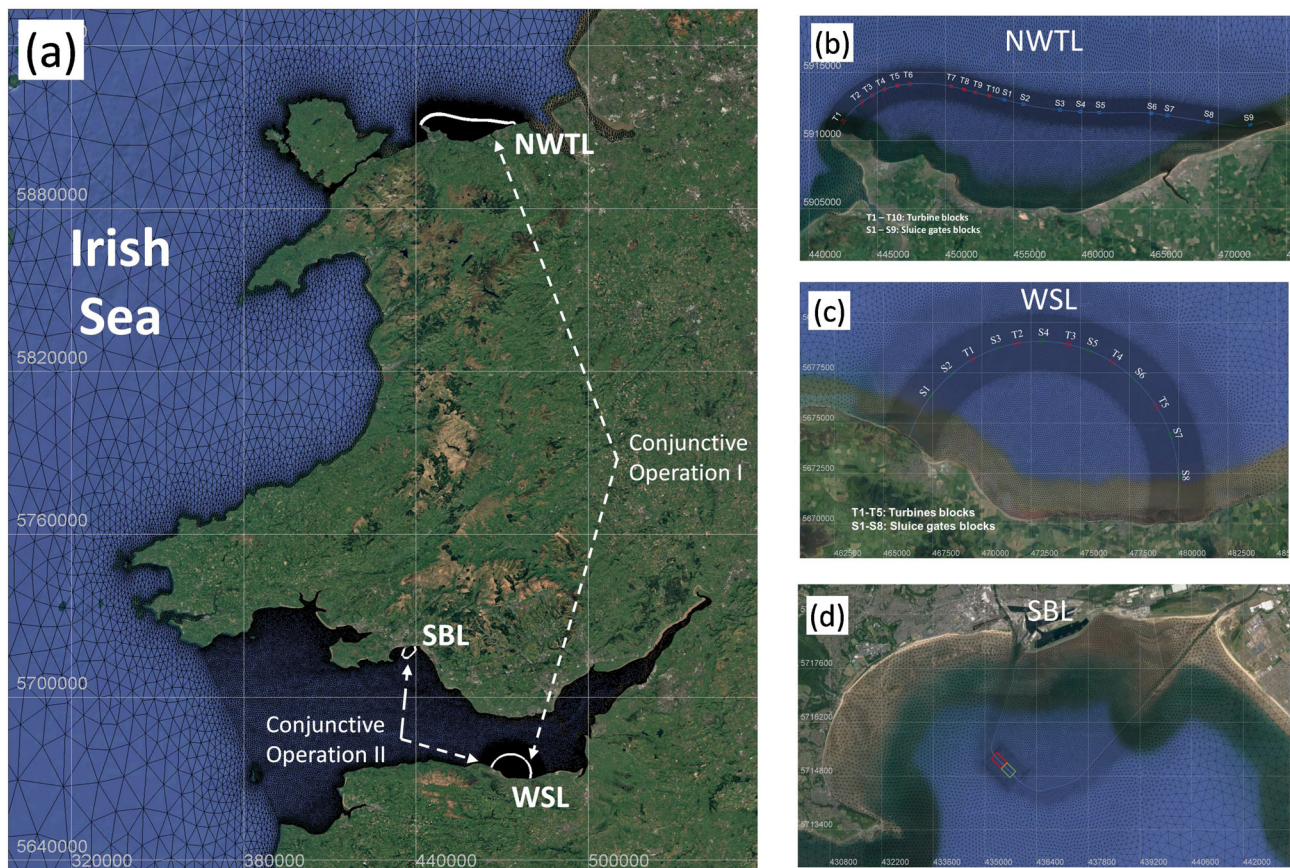 (a)
NWTL
5880000
Irish
Sea
5820000
Conjunctive
Operation I
5760000
SBL
5700000
Conjunctive
Operation II
WSL
5640000
320000 380000 440000 500000
(b)
NWTL
5915000
T1 T2 T3 T4 T5 T6 T7 T8 T9 T10 S1 S2 S3 S4 S5 S6 S7 S8 S9
5910000
5905000
T1 – T10: Turbine blocks
S1 – S9: Sluice gates blocks
440000 445000 450000 455000 460000 465000 470000
(c)
WSL
S1 S2 T1 S3 T2 S4 T3 S5 T4 S6 T5 S7 S8
5677500
5675000
5672500
5670000
T1-T5: Turbines blocks
S1-S8: Sluice gates blocks
462500 465000 467500 470000 472500 475000 477500 480000 482500
(d)
SBL
5717600
5716200
5714800
5713400
430800 432200 433600 435000 436400 437800 439200 440600 442000